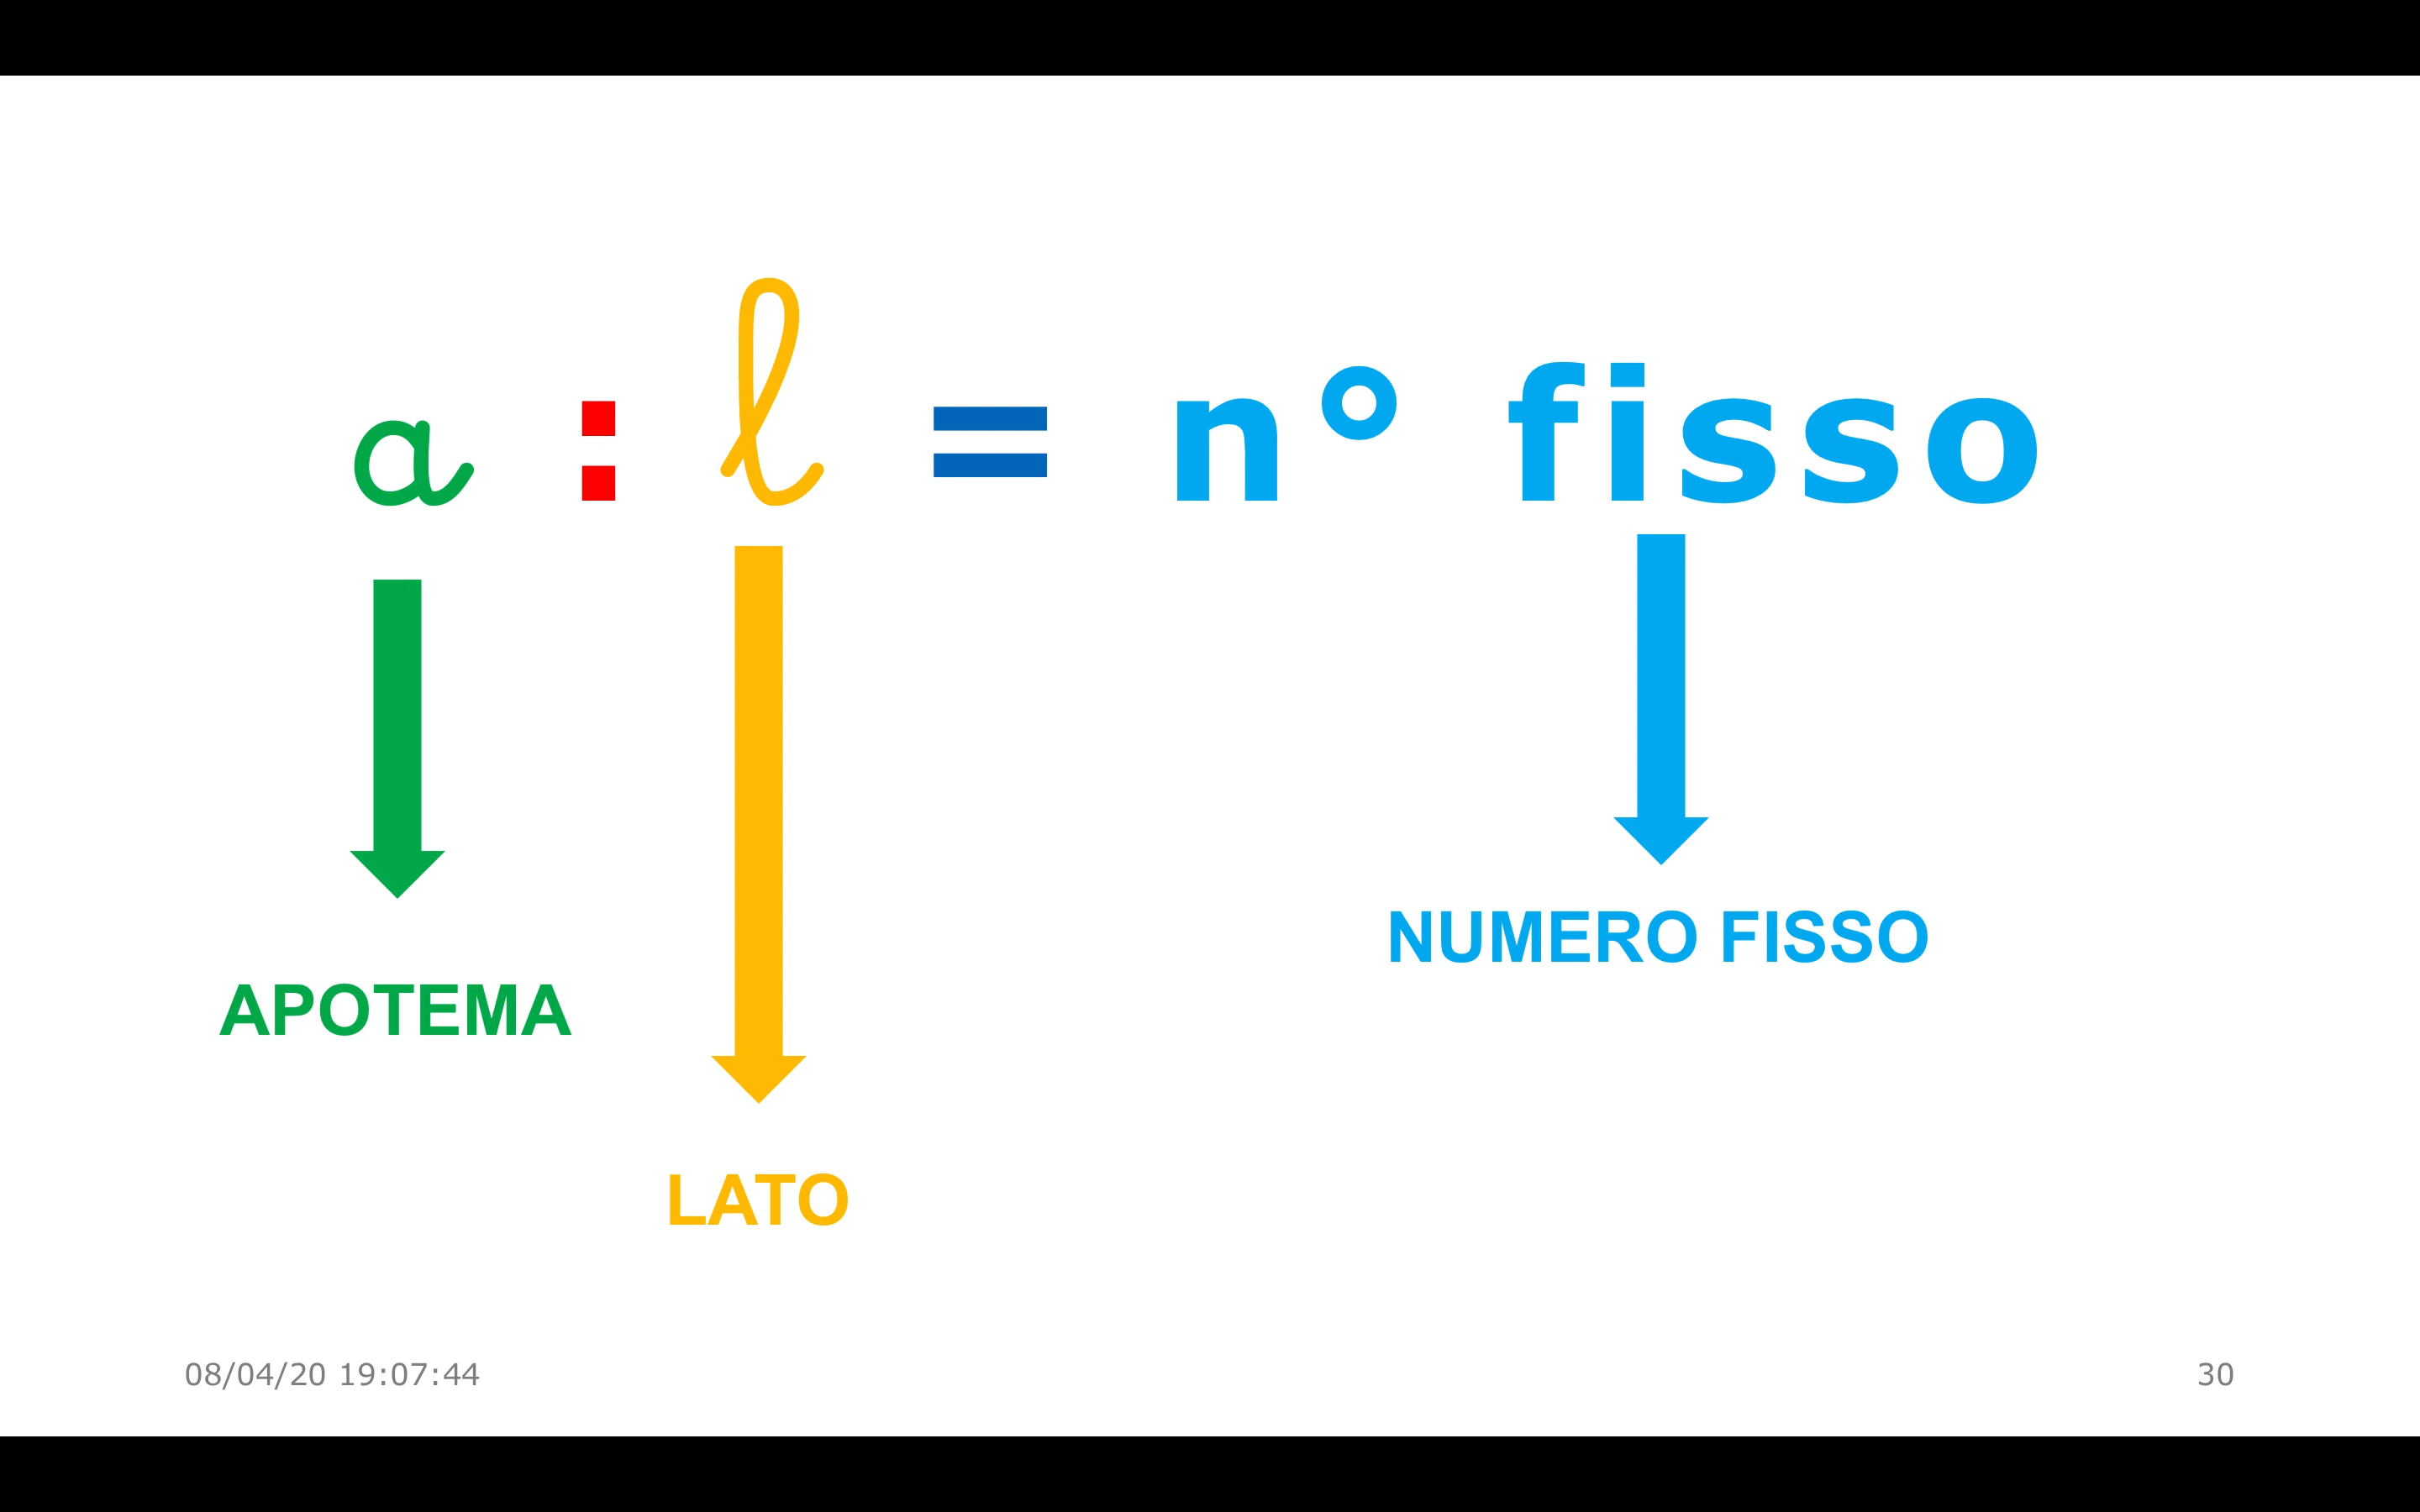 a : ℓ = n° fisso
NUMERO FISSO
APOTEMA
LATO
08/04/20 19:07:44
30